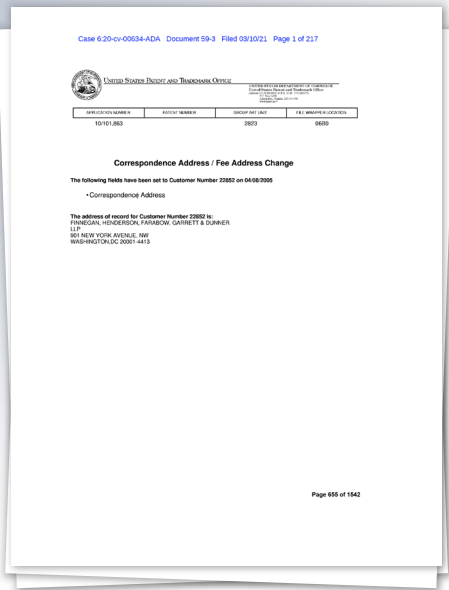 Case 6:20-cv-00634-ADA Document 59-3 Filed 03/10/21 Page 1 of 217
UNITED STATES PATENT AND TRADEMARK OFFICE
UNITED STATES DEPARTMENT OF COMMERCE
United States Patent and Trademark Office
APPLICATION NUMBER PATENT NUMBER GROUP ART UNIT FILE WRAPPER LOCATION
10/101,863 2823 06B0
Correspondence Address / Fee Address Change
The following fields have been set to Customer Number 22852 on 04/08/2005
• Correspondence Address
The address of record for Customer Number 22852 is:
FINNEGAN, HENDERSON, FARABOW, GARRETT & DUNNER
LLP
901 NEW YORK AVENUE, NW
WASHINGTON,DC 20001-4413
Page 655 of 1542